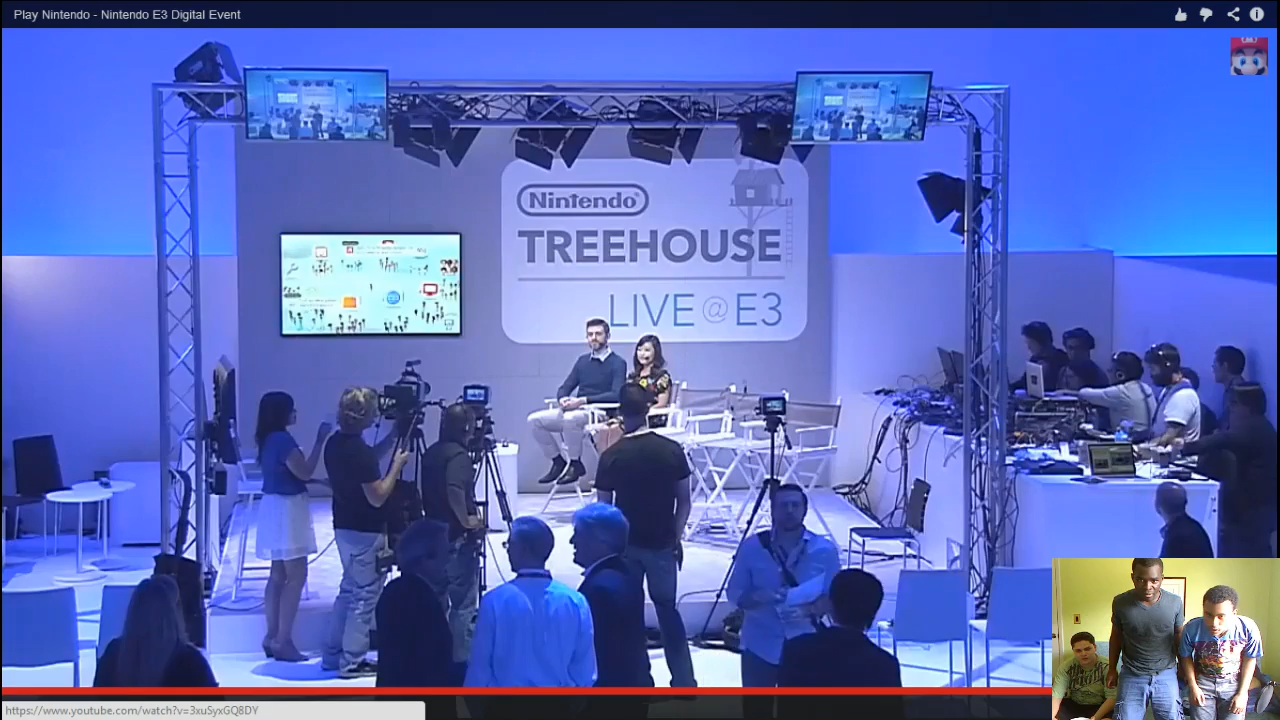 Play Nintendo - Nintendo E3 Digital Event
Nintendo
TREEHOUSE
LIVE@E3
https://www.youtube.com/watch?v=3xuSyxGQ8DY